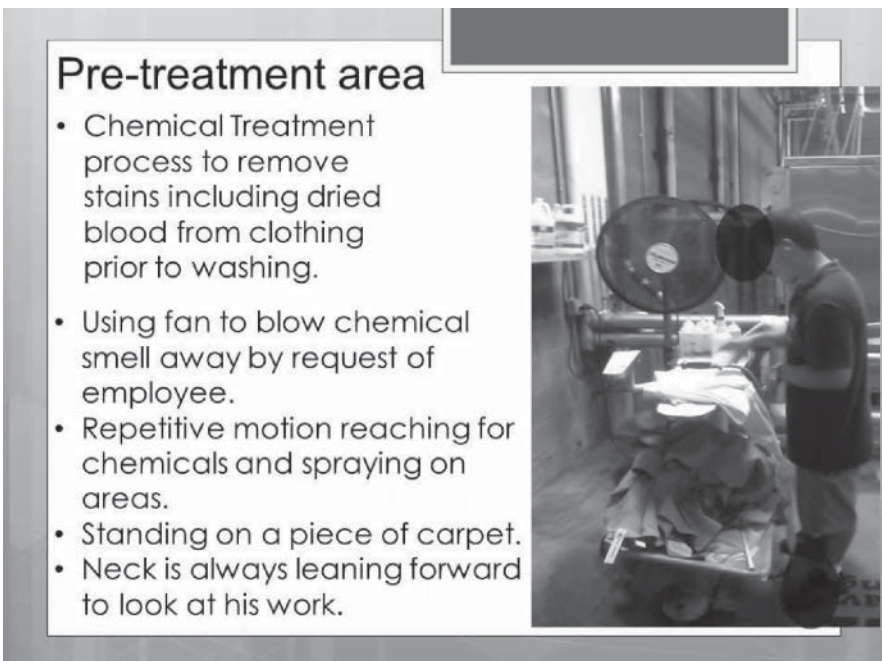 Pre-treatment area
• Chemical Treatment
process to remove
stains including dried
blood from clothing
prior to washing.
• Using fan to blow chemical
smell away by request of
employee.
• Repetitive motion reaching for
chemicals and spraying on
areas.
• Standing on a piece of carpet.
• Neck is always leaning forward
to look at his work.